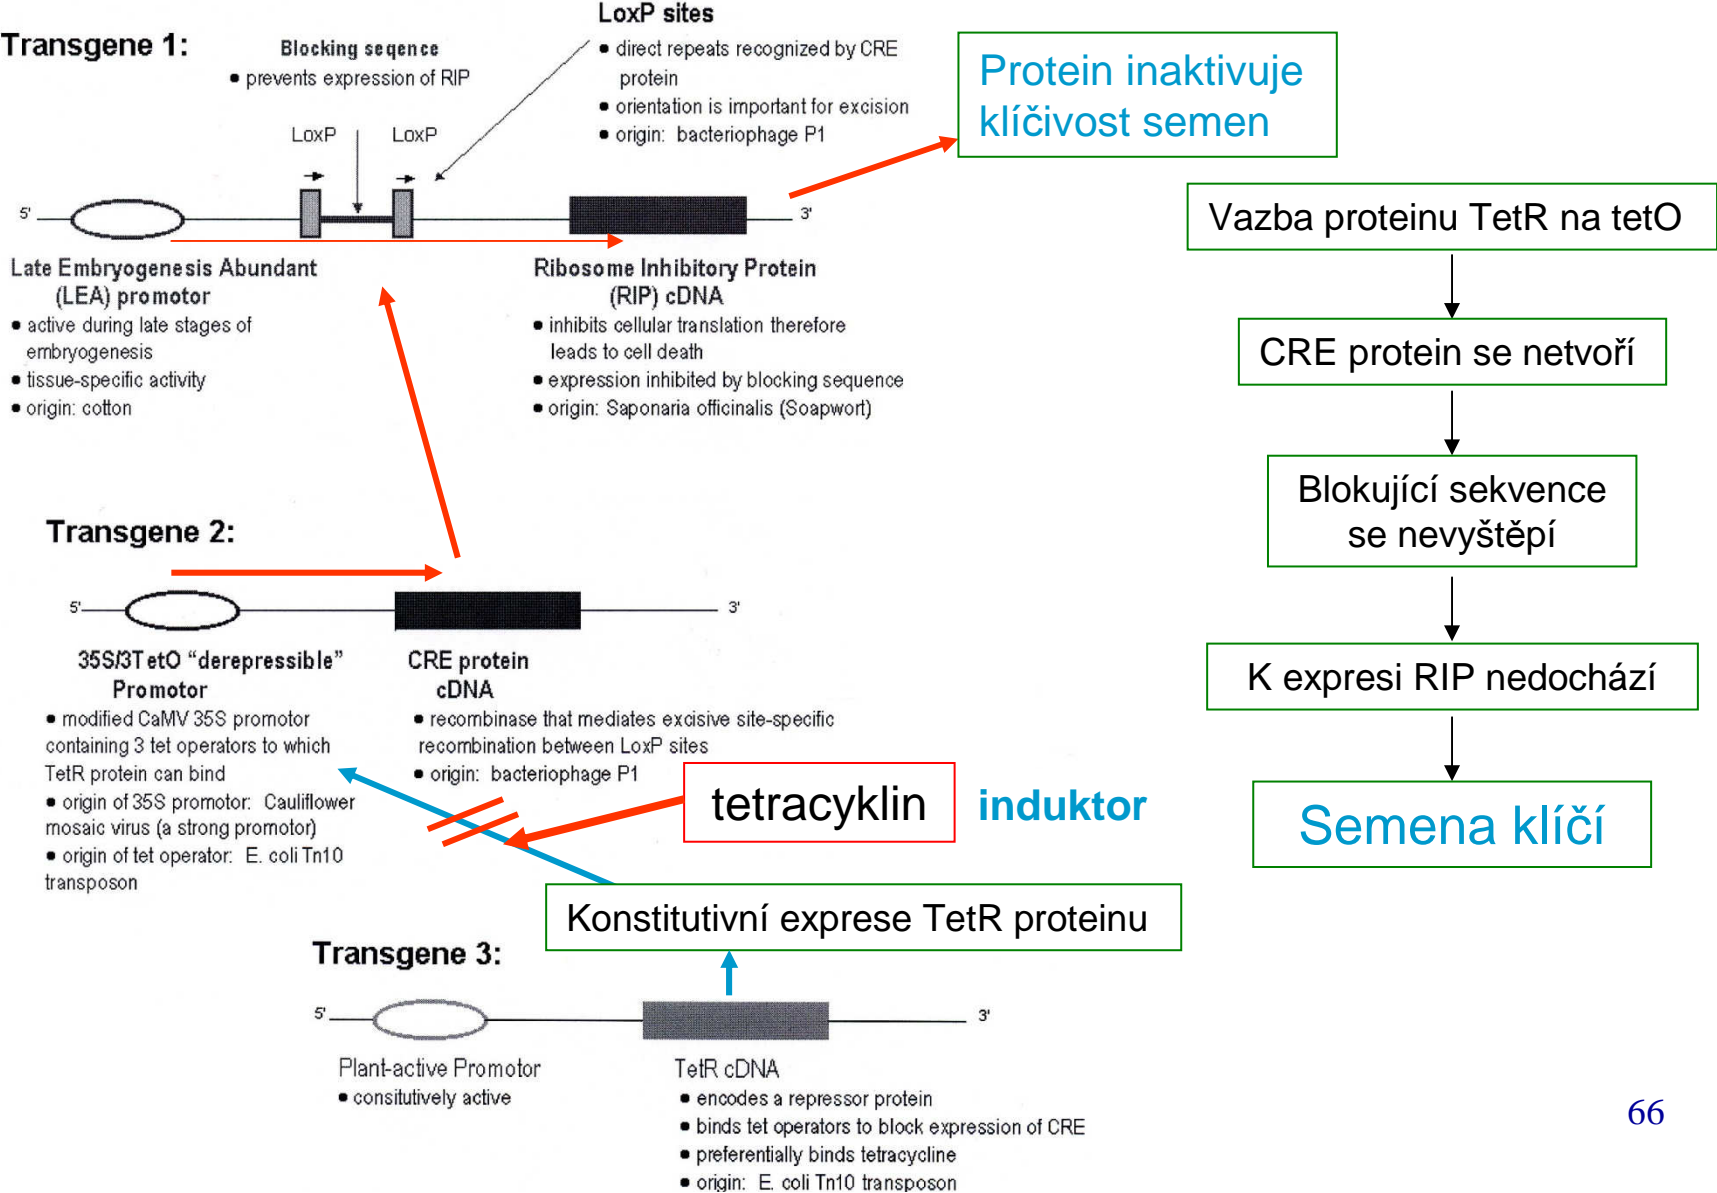 Transgene 1:
Blocking seqence
• prevents expression of RIP
LoxP sites
• direct repeats recognized by CRE
protein
• orientation is important for excision
• origin: bacteriophage P1
Protein inaktivuje
klíčivost semen
LoxP
LoxP
5'
3'
Late Embryogenesis Abundant
(LEA) promotor
• active during late stages of
embryogenesis
• tissue-specific activity
• origin: cotton
Ribosome Inhibitory Protein
(RIP) cDNA
• inhibits cellular translation therefore
leads to cell death
• expression inhibited by blocking sequence
• origin: Saponaria officinalis (Soapwort)
Vazba proteinu TetR na tetO
CRE protein se netvoří
Blokující sekvence
se nevyštěpí
K expresi RIP nedochází
Semena klíčí
Transgene 2:
5'
3'
35S/3TetO “derepressible”
Promotor
• modified CaMV 35S promotor
containing 3 tet operators to which
TetR protein can bind
• origin of 35S promotor: Cauliflower
mosaic virus (a strong promotor)
• origin of tet operator: E. coli Tn10
transposon
CRE protein
cDNA
• recombinase that mediates excisive site-specific
recombination between LoxP sites
• origin: bacteriophage P1
tetracyklin
induktor
Konstitutivní exprese TetR proteinu
Transgene 3:
5'
3'
Plant-active Promotor
• consitutively active
TetR cDNA
• encodes a repressor protein
• binds tet operators to block expression of CRE
• preferentially binds tetracycline
• origin: E. coli Tn10 transposon
66